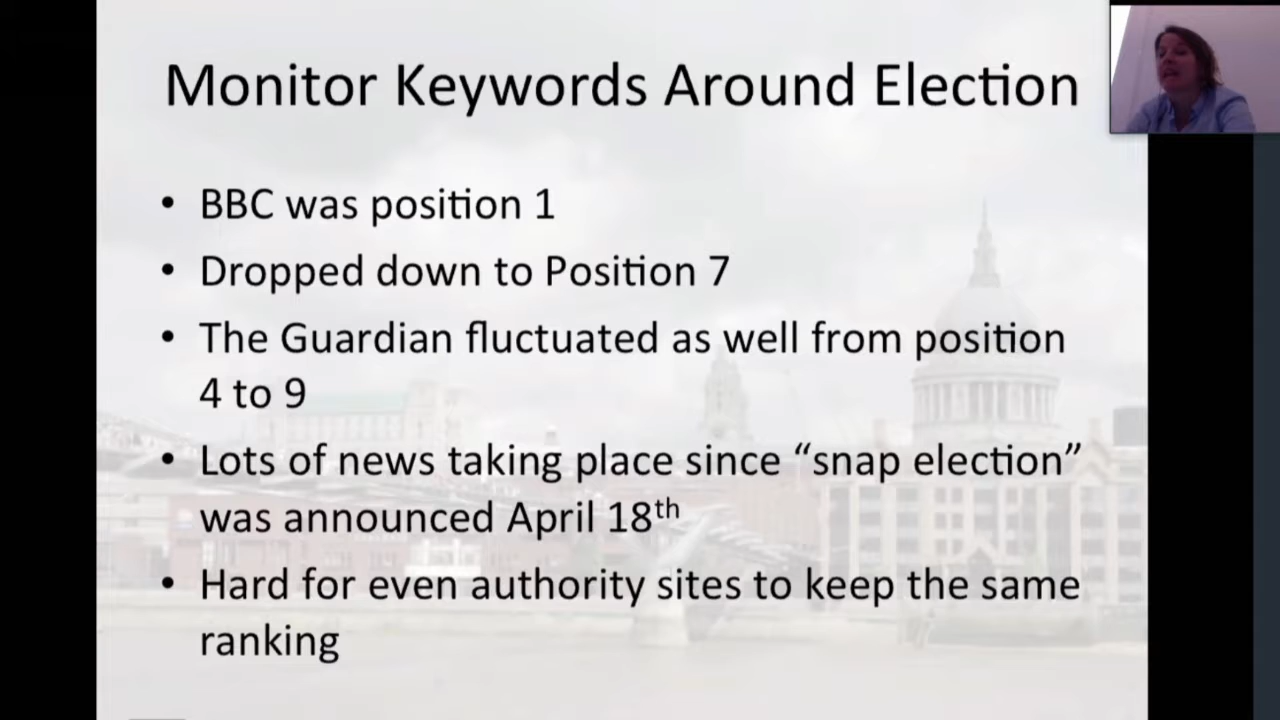 Monitor Keywords Around Election
• BBC was position 1
• Dropped down to Position 7
• The Guardian fluctuated as well from position
4 to 9
• Lots of news taking place since “snap election”
was announced April 18th
• Hard for even authority sites to keep the same
ranking